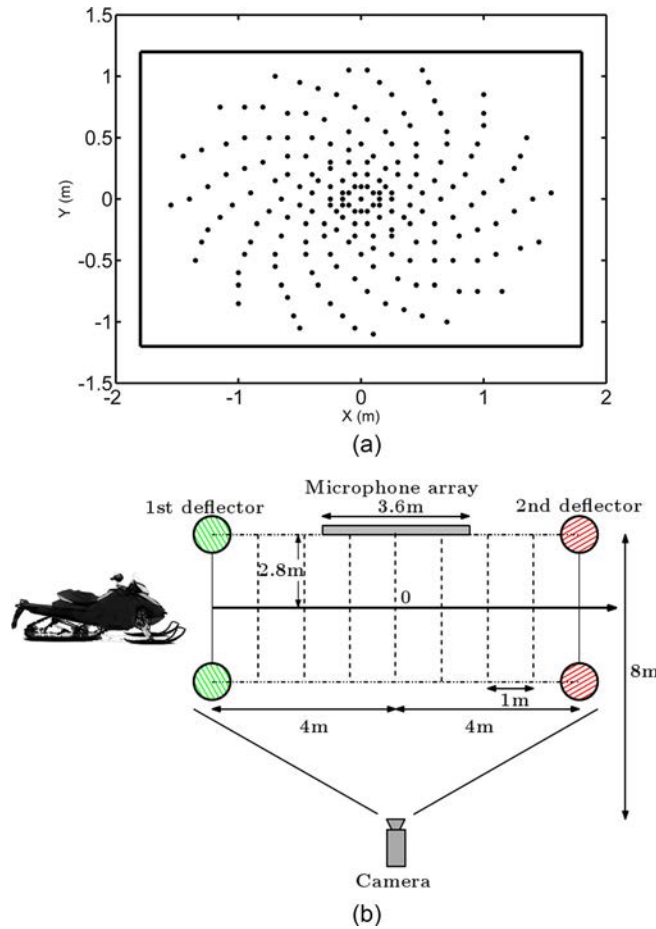 1.5
1
0.5
0
-0.5
-1
-1.5
Y (m)
-2 -1 0 1 2
X (m)
(a)
Microphone array
1st deflector 3.6m 2nd deflector
2.8m
0
8m
1m
4m 4m
Camera
(b)